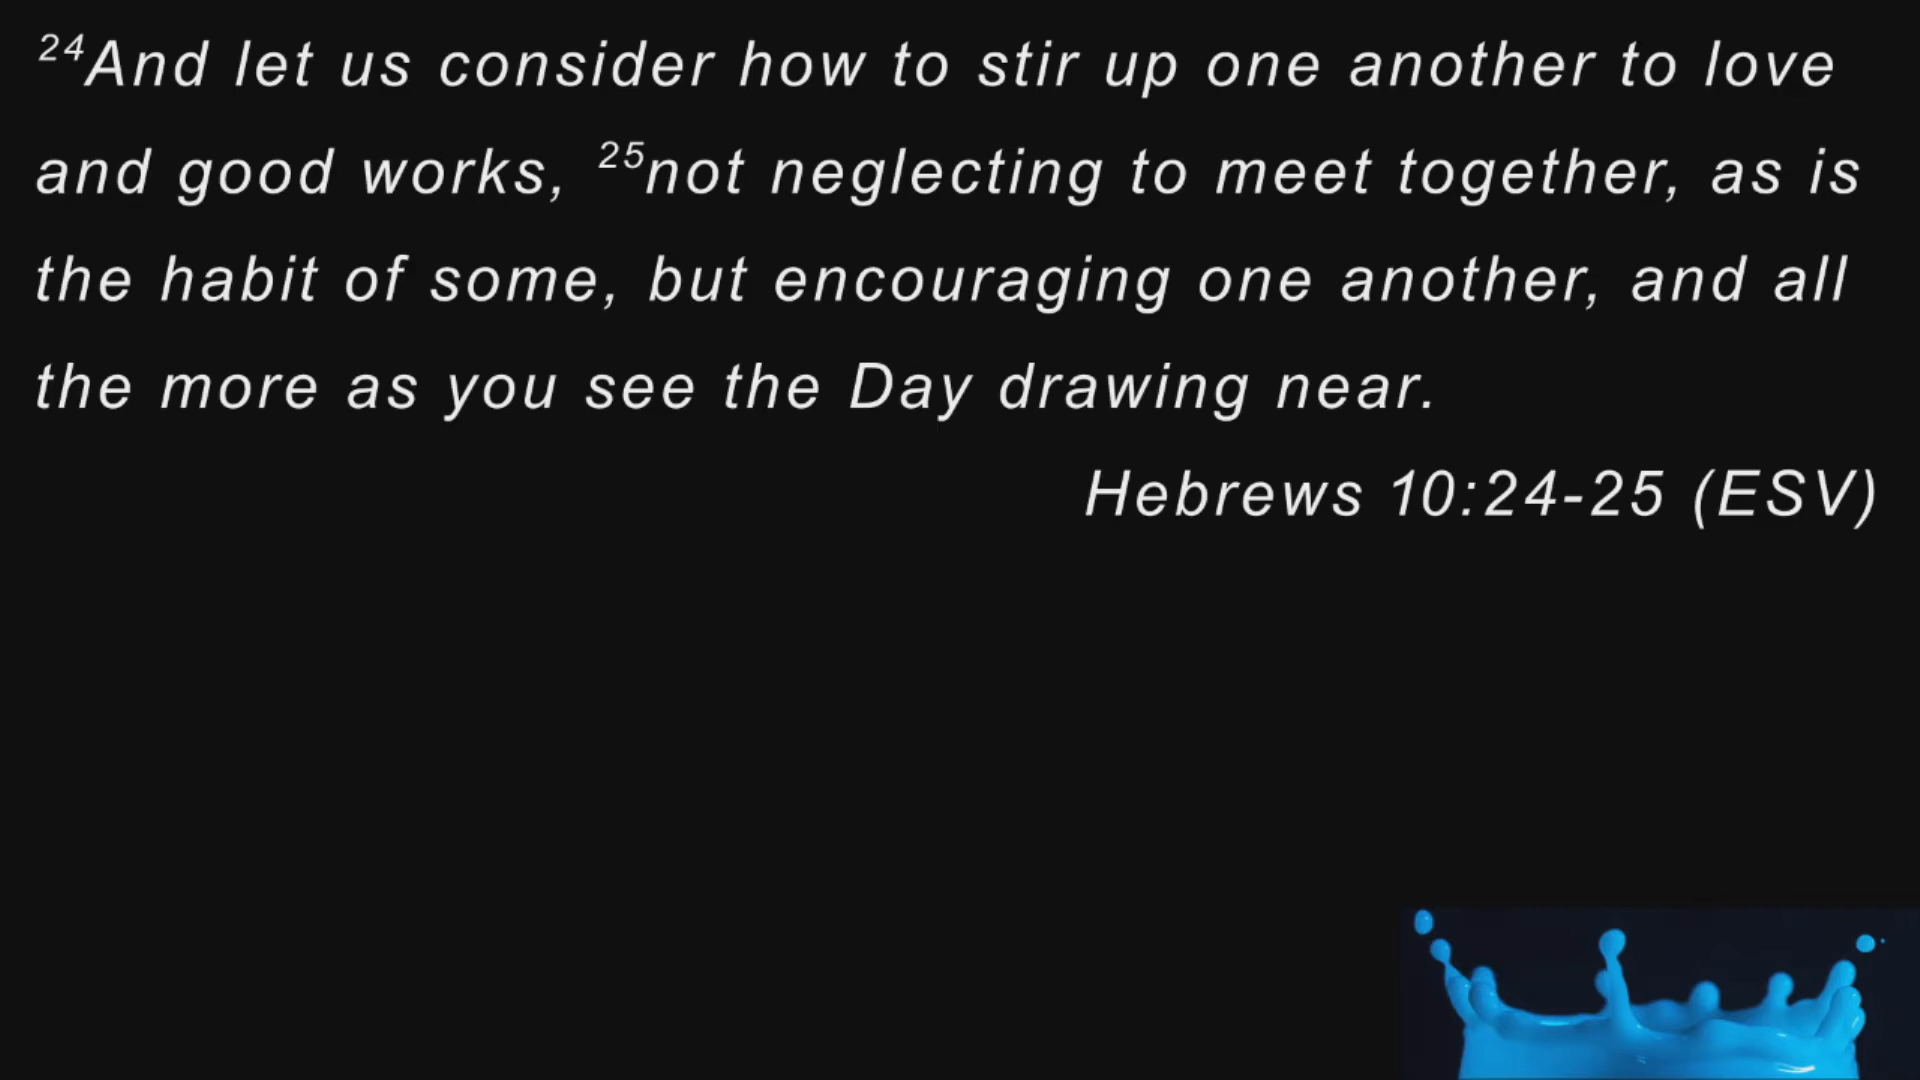 ²⁴And let us consider how to stir up one another to love
and good works, ²⁵not neglecting to meet together, as is
the habit of some, but encouraging one another, and all
the more as you see the Day drawing near.
Hebrews 10:24-25 (ESV)